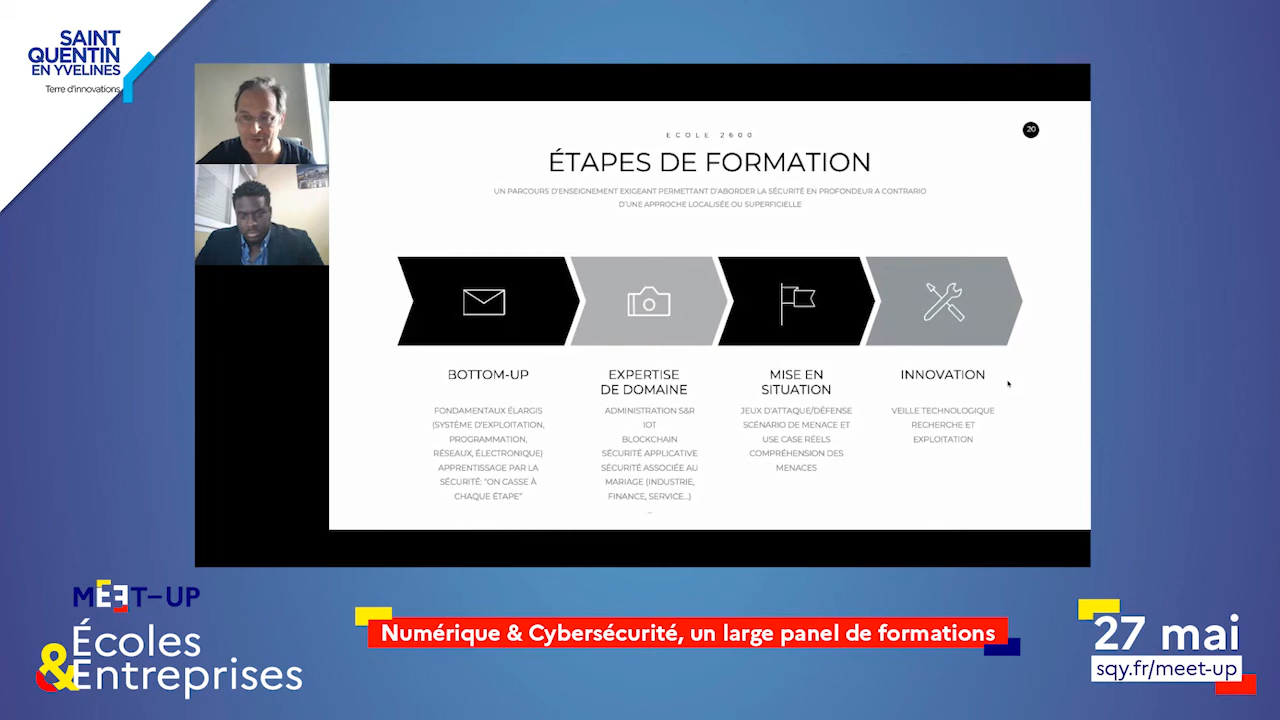 SAINT
QUENTIN
EN YVELINES
Terre d'innovations
ECOLE 2600
20
ÉTAPES DE FORMATION
UN PARCOURS D'ENSEIGNEMENT EXIGEANT PERMETTANT D'ABORDER LA SÉCURITÉ EN PROFONDEUR A CONTRARIO
D'UNE APPROCHE LOCALISÉE OU SUPERFICIELLE
BOTTOM-UP
FONDAMENTAUX ÉLARGIS
(SYSTÈME D'EXPLOITATION,
PROGRAMMATION,
RÉSEAUX, ÉLECTRONIQUE)
APPRENTISSAGE PAR LA
SÉCURITÉ: "ON CASSE À
CHAQUE ÉTAPE"
EXPERTISE
DE DOMAINE
ADMINISTRATION S&R
IOT
BLOCKCHAIN
SÉCURITÉ APPLICATIVE
SÉCURITÉ ASSOCIÉE AU
MARIAGE (INDUSTRIE,
FINANCE, SERVICE...)
...
MISE EN
SITUATION
JEUX D'ATTAQUE/DÉFENSE
SCÉNARIO DE MENACE ET
USE CASE RÉELS
COMPRÉHENSION DES
MENACES
INNOVATION
VEILLE TECHNOLOGIQUE
RECHERCHE ET
EXPLOITATION
MEET-UP
Écoles
&Entreprises
Numérique & Cybersécurité, un large panel de formations
27 mai
sqy.fr/meet-up